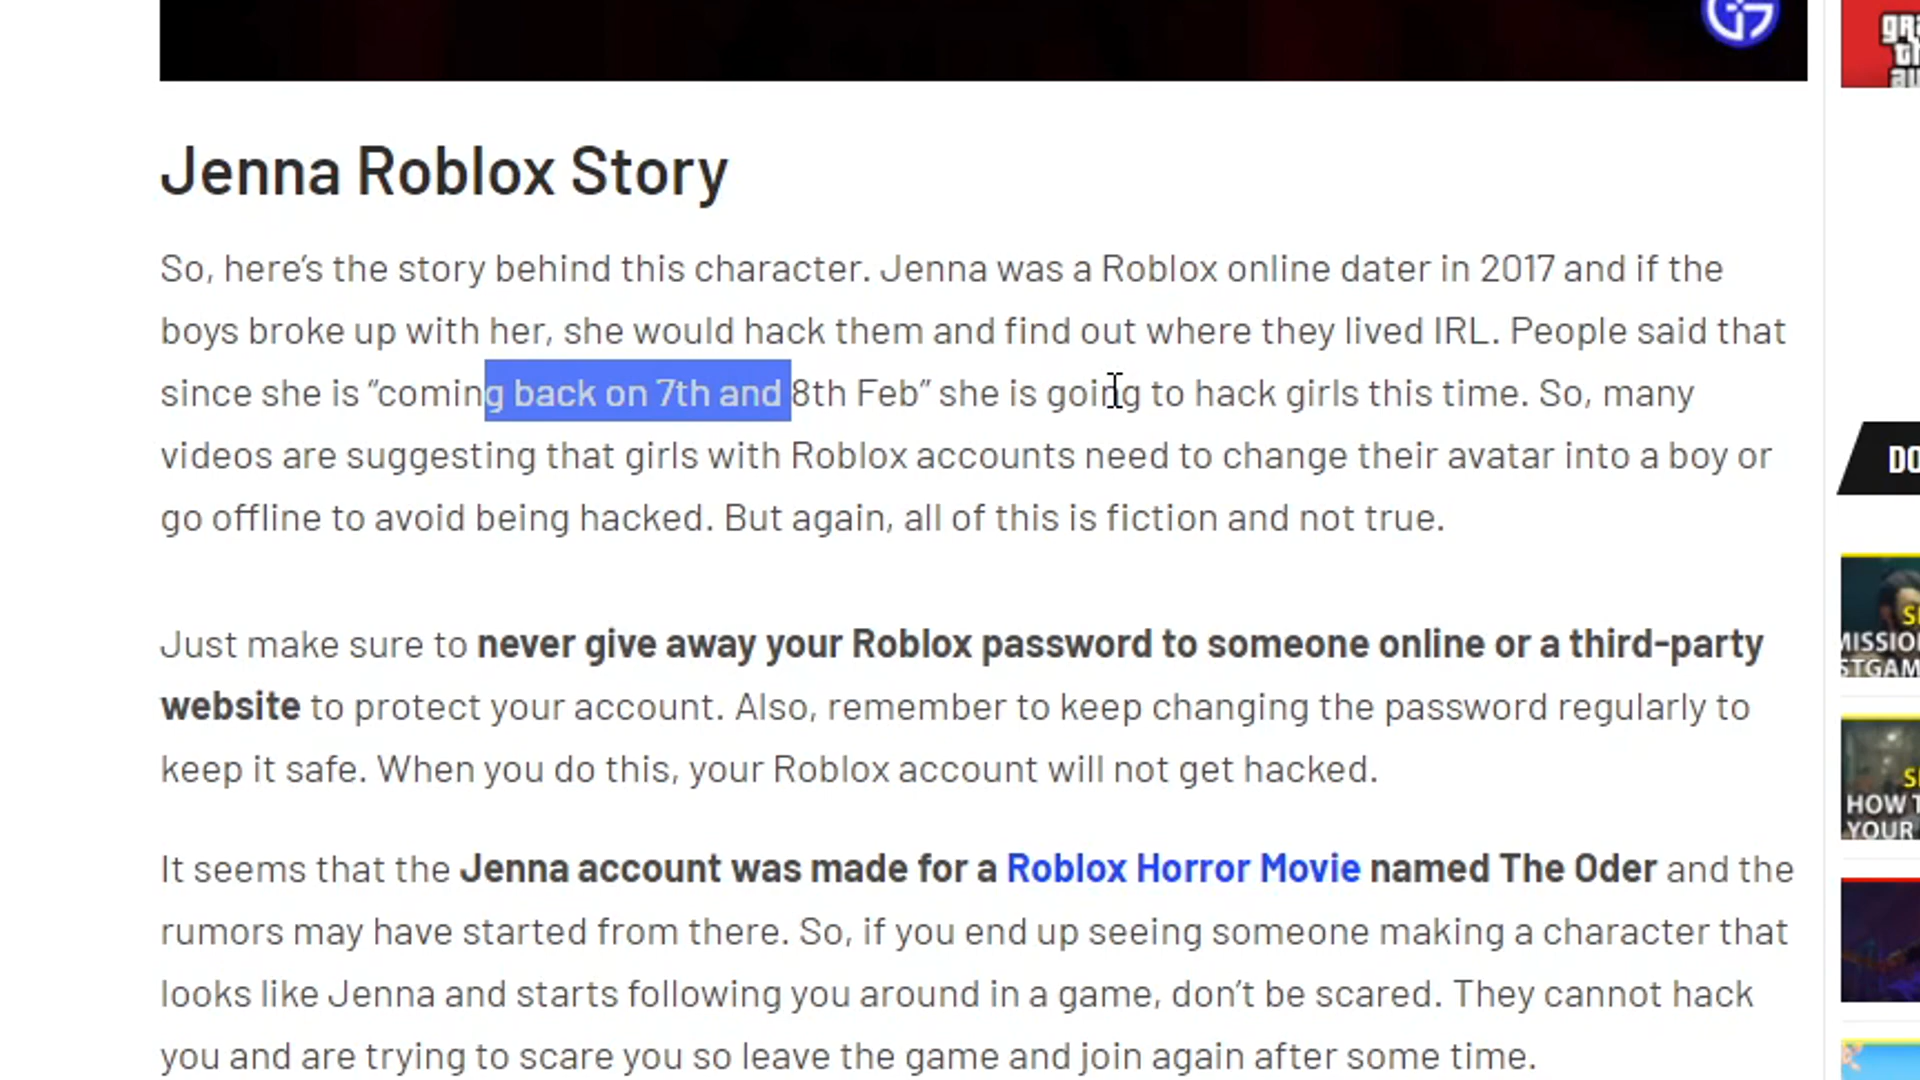 Jenna Roblox Story
So, here’s the story behind this character. Jenna was a Roblox online dater in 2017 and if the
boys broke up with her, she would hack them and find out where they lived IRL. People said that
since she is “coming back on 7th and 8th Feb” she is going to hack girls this time. So, many
videos are suggesting that girls with Roblox accounts need to change their avatar into a boy or
go offline to avoid being hacked. But again, all of this is fiction and not true.
Just make sure to never give away your Roblox password to someone online or a third-party
website to protect your account. Also, remember to keep changing the password regularly to
keep it safe. When you do this, your Roblox account will not get hacked.
It seems that the Jenna account was made for a Roblox Horror Movie named The Oder and the
rumors may have started from there. So, if you end up seeing someone making a character that
looks like Jenna and starts following you around in a game, don’t be scared. They cannot hack
you and are trying to scare you so leave the game and join again after some time.
DO
HOW T
YOUR